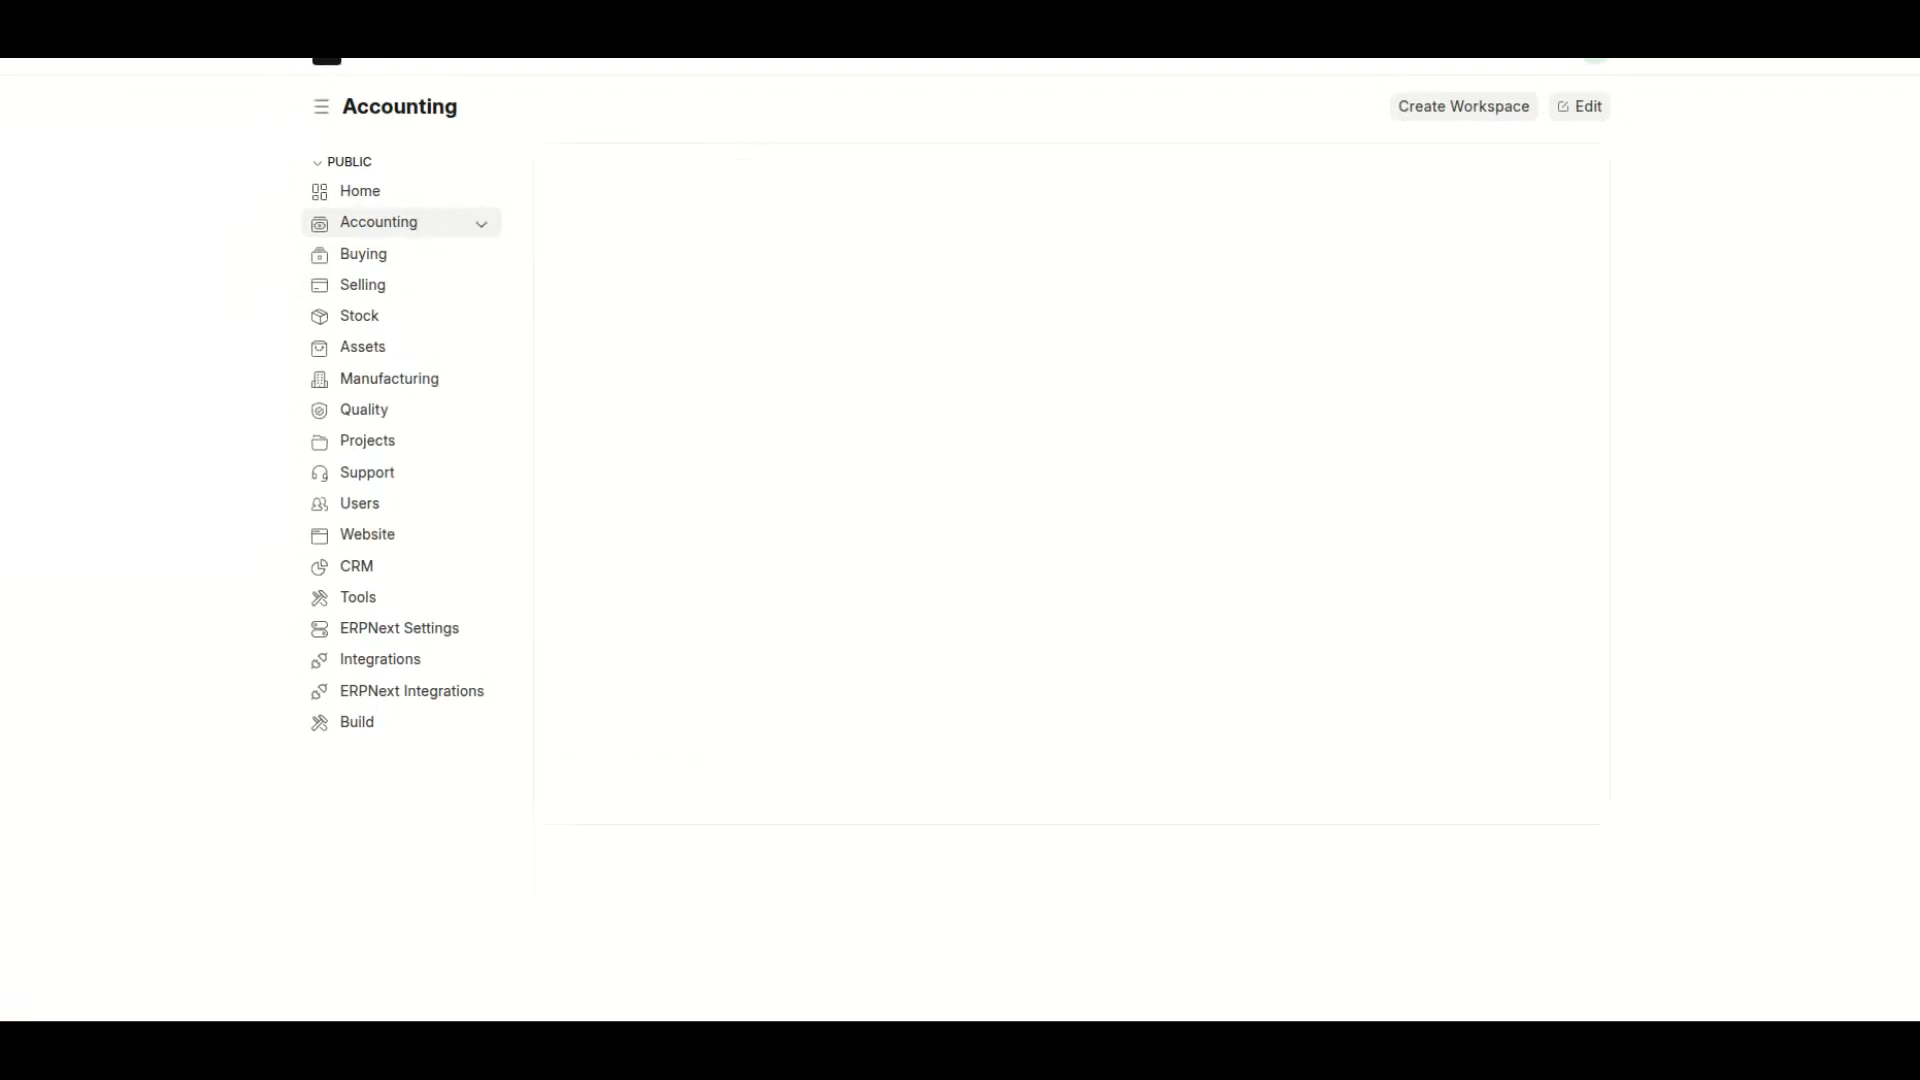 Accounting
Create Workspace
Edit
PUBLIC
Home
Accounting
Buying
Selling
Stock
Assets
Manufacturing
Quality
Projects
Support
Users
Website
CRM
Tools
ERPNext Settings
Integrations
ERPNext Integrations
Build